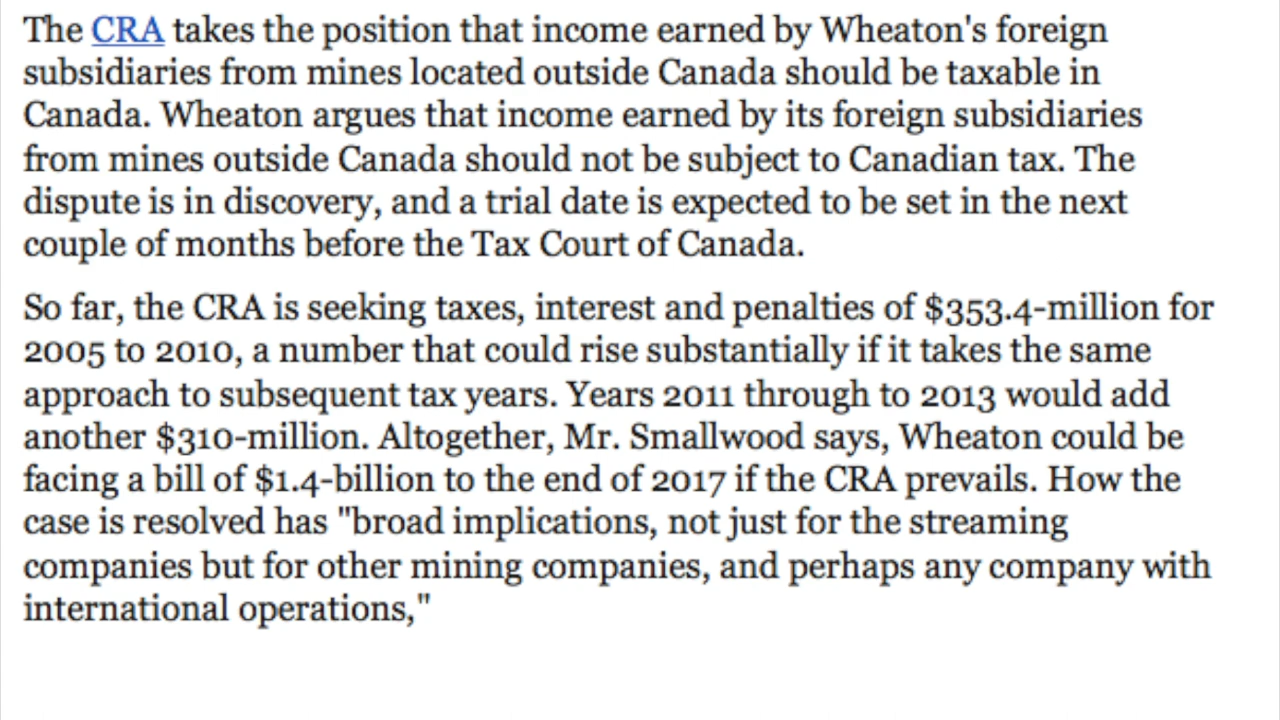 The CRA takes the position that income earned by Wheaton's foreign
subsidiaries from mines located outside Canada should be taxable in
Canada. Wheaton argues that income earned by its foreign subsidiaries
from mines outside Canada should not be subject to Canadian tax. The
dispute is in discovery, and a trial date is expected to be set in the next
couple of months before the Tax Court of Canada.
So far, the CRA is seeking taxes, interest and penalties of $353.4-million for
2005 to 2010, a number that could rise substantially if it takes the same
approach to subsequent tax years. Years 2011 through to 2013 would add
another $310-million. Altogether, Mr. Smallwood says, Wheaton could be
facing a bill of $1.4-billion to the end of 2017 if the CRA prevails. How the
case is resolved has "broad implications, not just for the streaming
companies but for other mining companies, and perhaps any company with
international operations,"